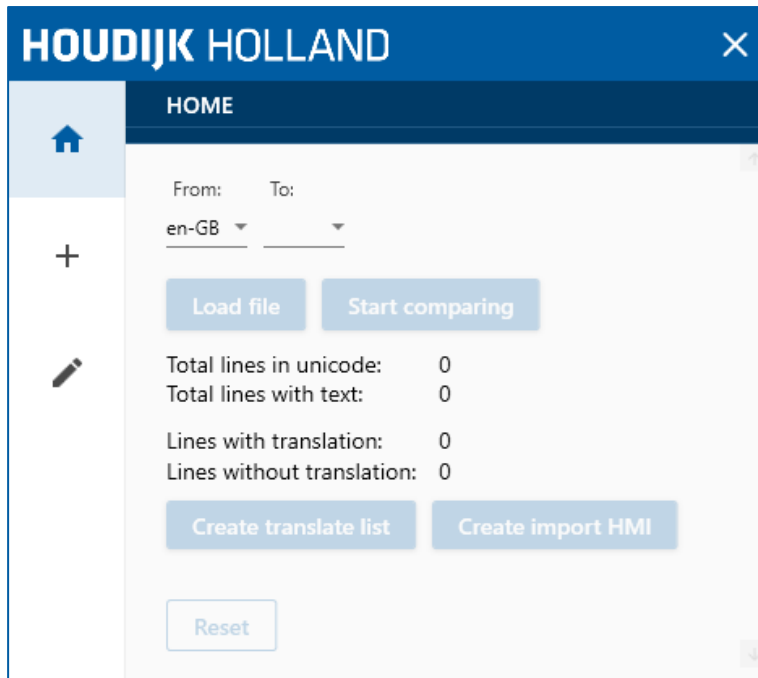 HOUDIJK HOLLAND
HOME
From: To:
en-GB
Load file Start comparing
Total lines in unicode: 0
Total lines with text: 0
Lines with translation: 0
Lines without translation: 0
Create translate list Create import HMI
Reset